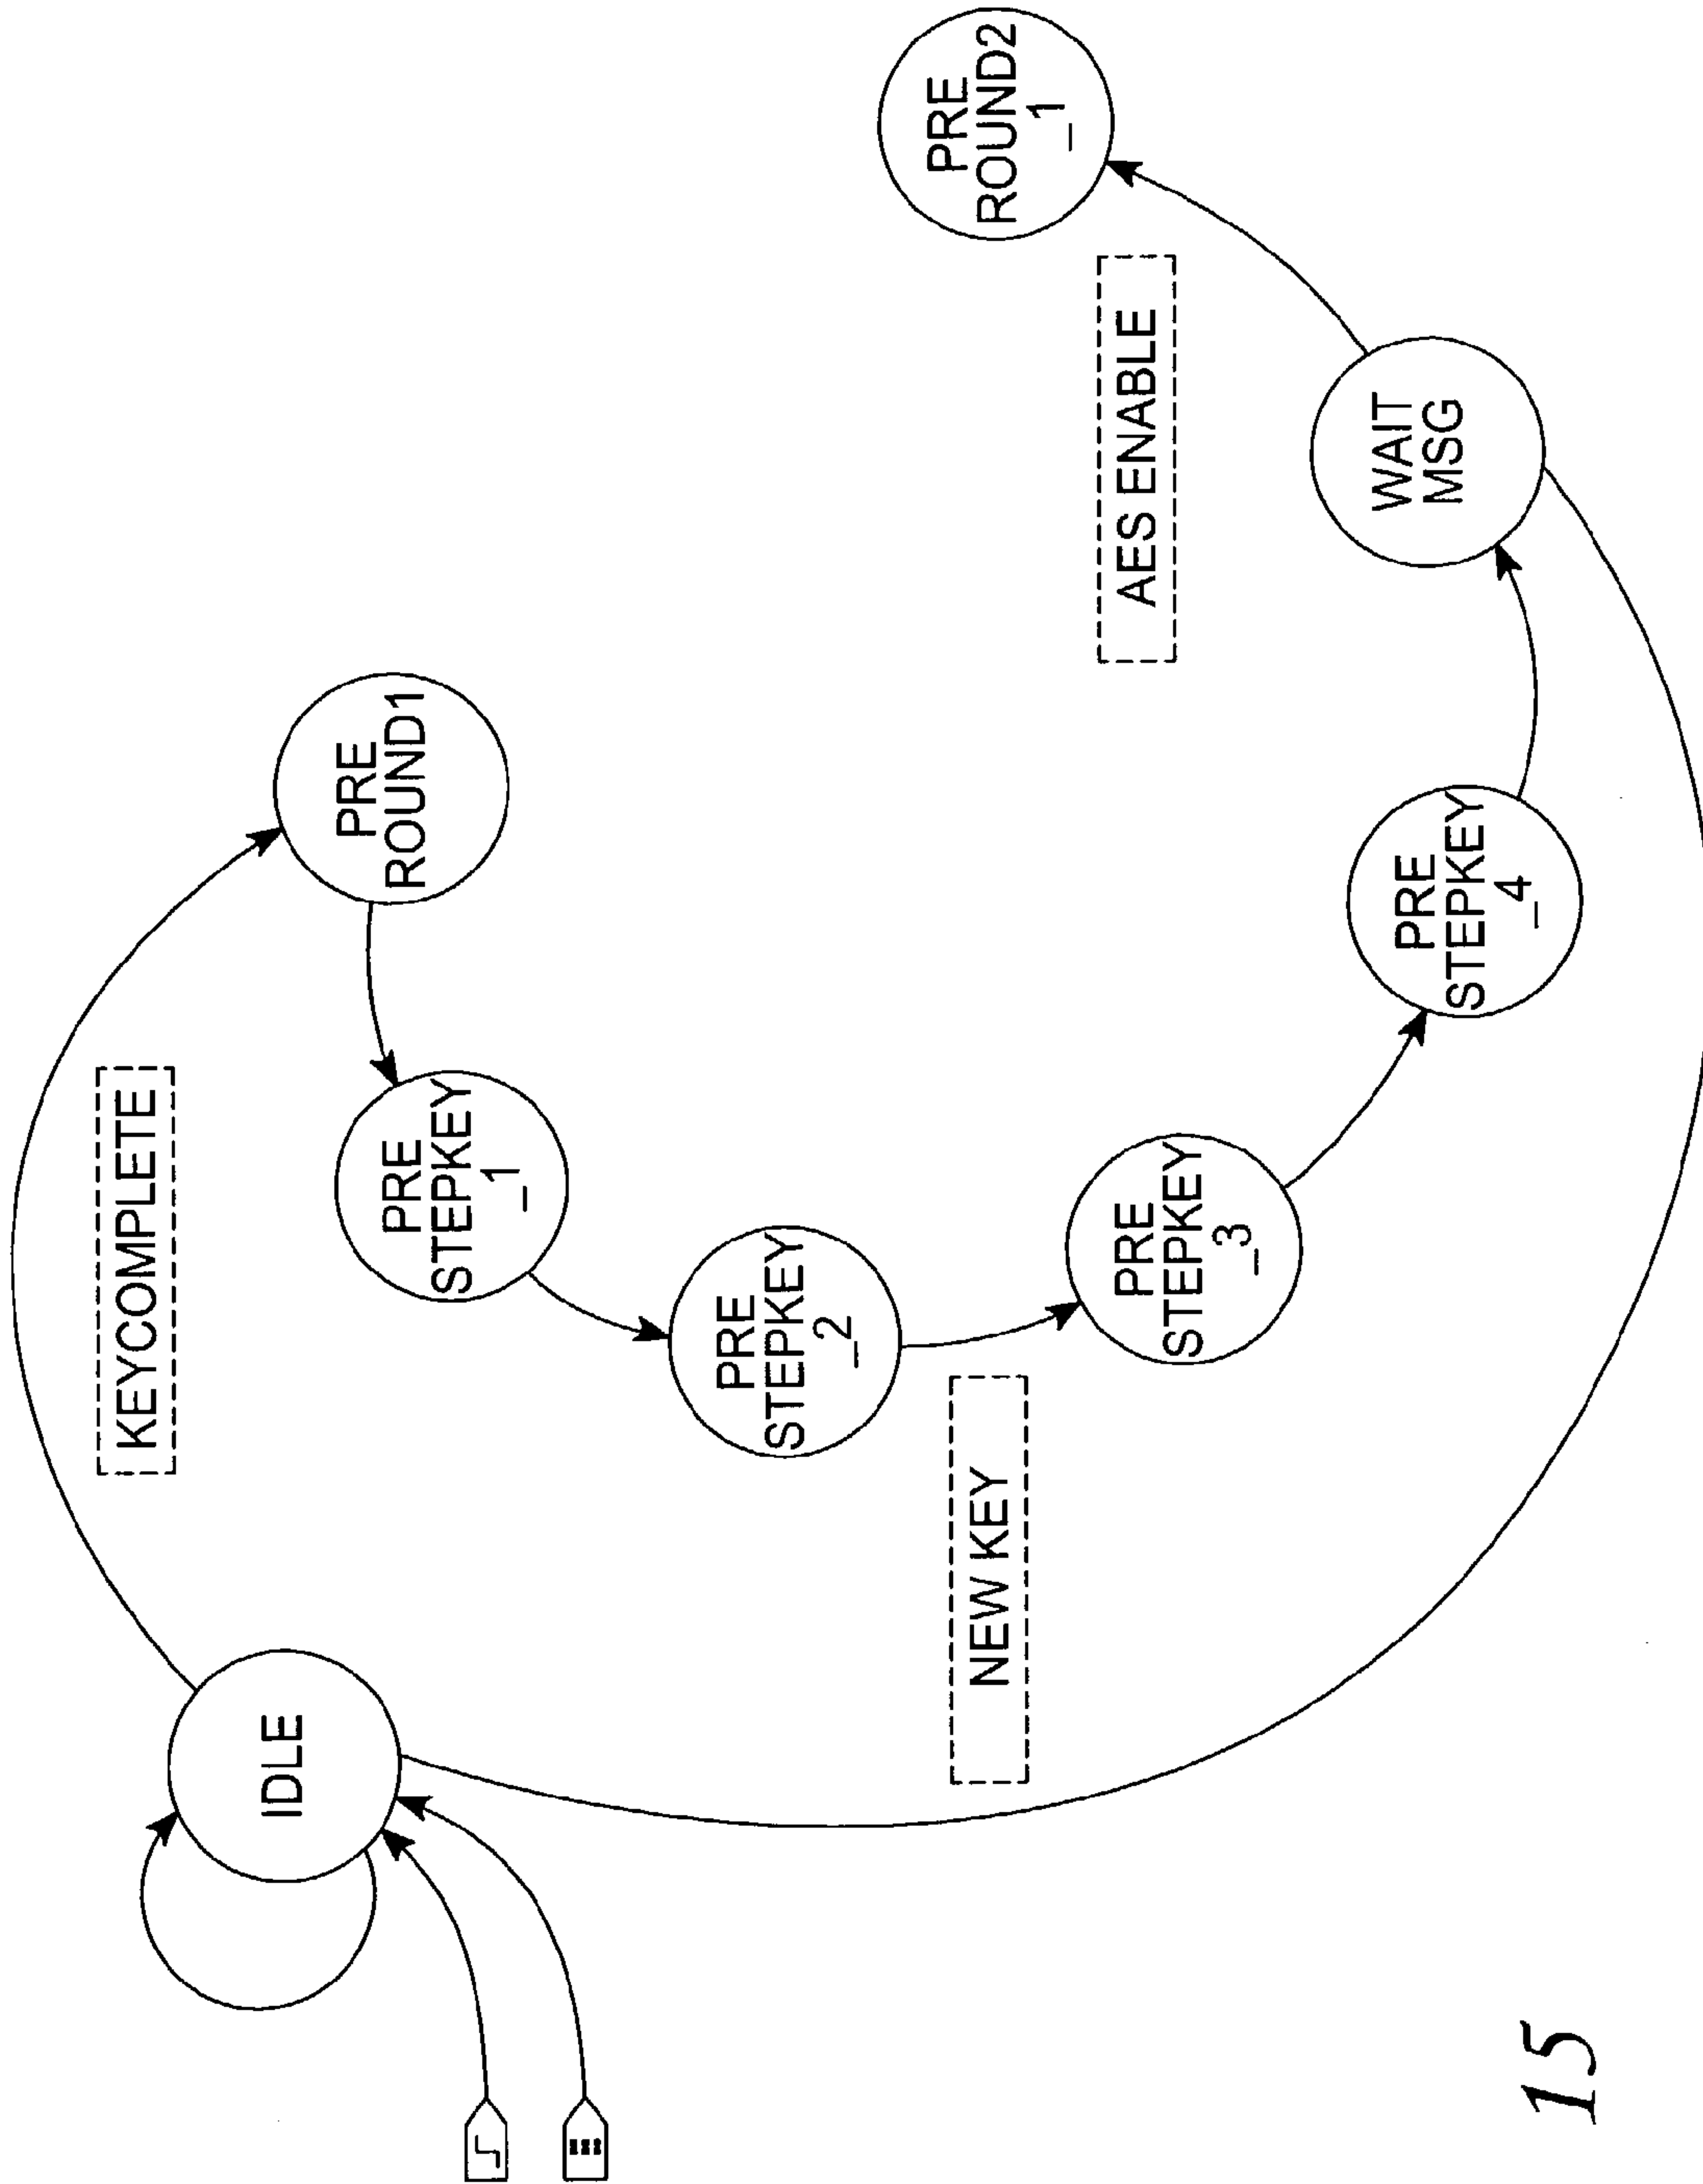 KEYCOMPLETE
IDLE
PRE
ROUND1
PRE
STEPKEY
_1
PRE
STEPKEY
_2
NEW KEY
PRE
STEPKEY
_3
PRE
STEPKEY
_4
WAIT
MSG
AES ENABLE
PRE
ROUND2
_1
15